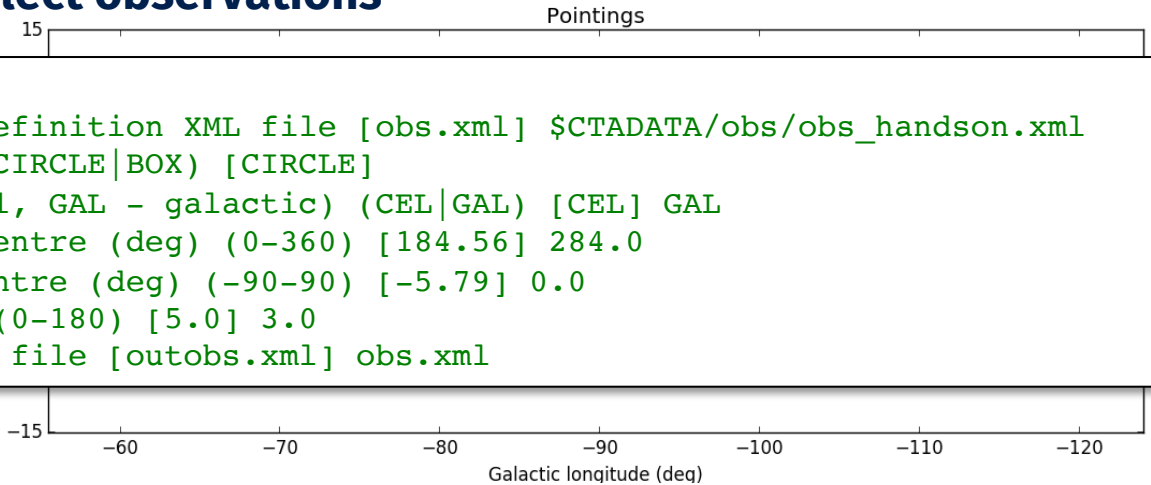 lect observations
Pointings
15
efinition XML file [obs.xml] $CTADATA/obs/obs_handson.xml
CIRCLE|BOX) [CIRCLE]
l, GAL - galactic) (CEL|GAL) [CEL] GAL
entre (deg) (0-360) [184.56] 284.0
ntre (deg) (-90-90) [-5.79] 0.0
(0-180) [5.0] 3.0
file [outobs.xml] obs.xml
−15
−60 −70 −80 −90 −100 −110 −120
Galactic longitude (deg)